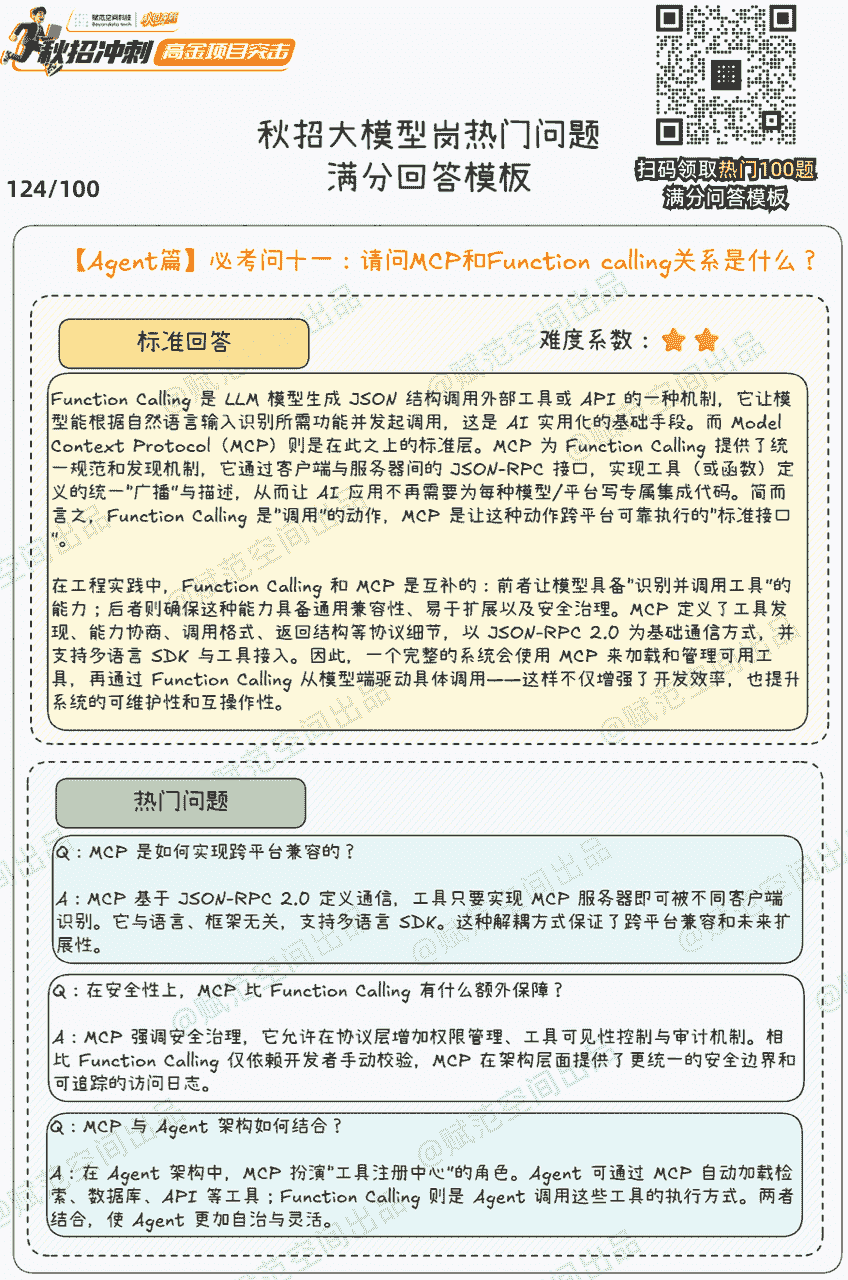 赋范空间科技
秋招冲刺 高金项目突击
秋招大模型岗热门问题
满分回答模板
124/100
扫码领取热门100题
满分问答模板
【Agent篇】必考问十一：请问MCP和Function calling关系是什么？
标准回答
难度系数：
Function Calling 是 LLM 模型生成 JSON 结构调用外部工具或 API 的一种机制，它让模
型能根据自然语言输入识别所需功能并发起调用，这是 AI 实用化的基础手段。而 Model
Context Protocol（MCP）则是在此之上的标准层。MCP 为 Function Calling 提供了统
一规范和发现机制，它通过客户端与服务器间的 JSON-RPC 接口，实现工具（或函数）定
义的统一"广播"与描述，从而让 AI 应用不再需要为每种模型/平台写专属集成代码。简而
言之，Function Calling 是"调用"的动作，MCP 是让这种动作跨平台可靠执行的"标准接口
"。
在工程实践中，Function Calling 和 MCP 是互补的：前者让模型具备"识别并调用工具"的
能力；后者则确保这种能力具备通用兼容性、易于扩展以及安全治理。MCP 定义了工具发
现、能力协商、调用格式、返回结构等协议细节，以 JSON-RPC 2.0 为基础通信方式，并
支持多语言 SDK 与工具接入。因此，一个完整的系统会使用 MCP 来加载和管理可用工
具，再通过 Function Calling 从模型端驱动具体调用——这样不仅增强了开发效率，也提升
系统的可维护性和互操作性。
热门问题
Q：MCP 是如何实现跨平台兼容的？
A：MCP 基于 JSON-RPC 2.0 定义通信，工具只要实现 MCP 服务器即可被不同客户端
识别。它与语言、框架无关，支持多语言 SDK。这种解耦方式保证了跨平台兼容和未来扩
展性。
Q：在安全性上，MCP 比 Function Calling 有什么额外保障？
A：MCP 强调安全治理，它允许在协议层增加权限管理、工具可见性控制与审计机制。相
比 Function Calling 仅依赖开发者手动校验，MCP 在架构层面提供了更统一的安全边界和
可追踪的访问日志。
Q：MCP 与 Agent 架构如何结合？
A：在 Agent 架构中，MCP 扮演"工具注册中心"的角色。Agent 可通过 MCP 自动加载检
索、数据库、API 等工具；Function Calling 则是 Agent 调用这些工具的执行方式。两者
结合，使 Agent 更加自治与灵活。
@赋范空间出品